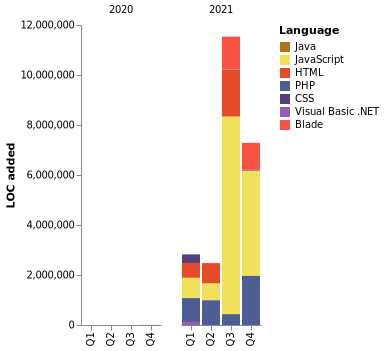 2020
2021
Language
Java
JavaScript
HTML
PHP
CSS
Visual Basic .NET
Blade
LOC added
12,000,000
10,000,000
8,000,000
6,000,000
4,000,000
2,000,000
0
Q1
Q2
Q3
Q4
Q1
Q2
Q3
Q4